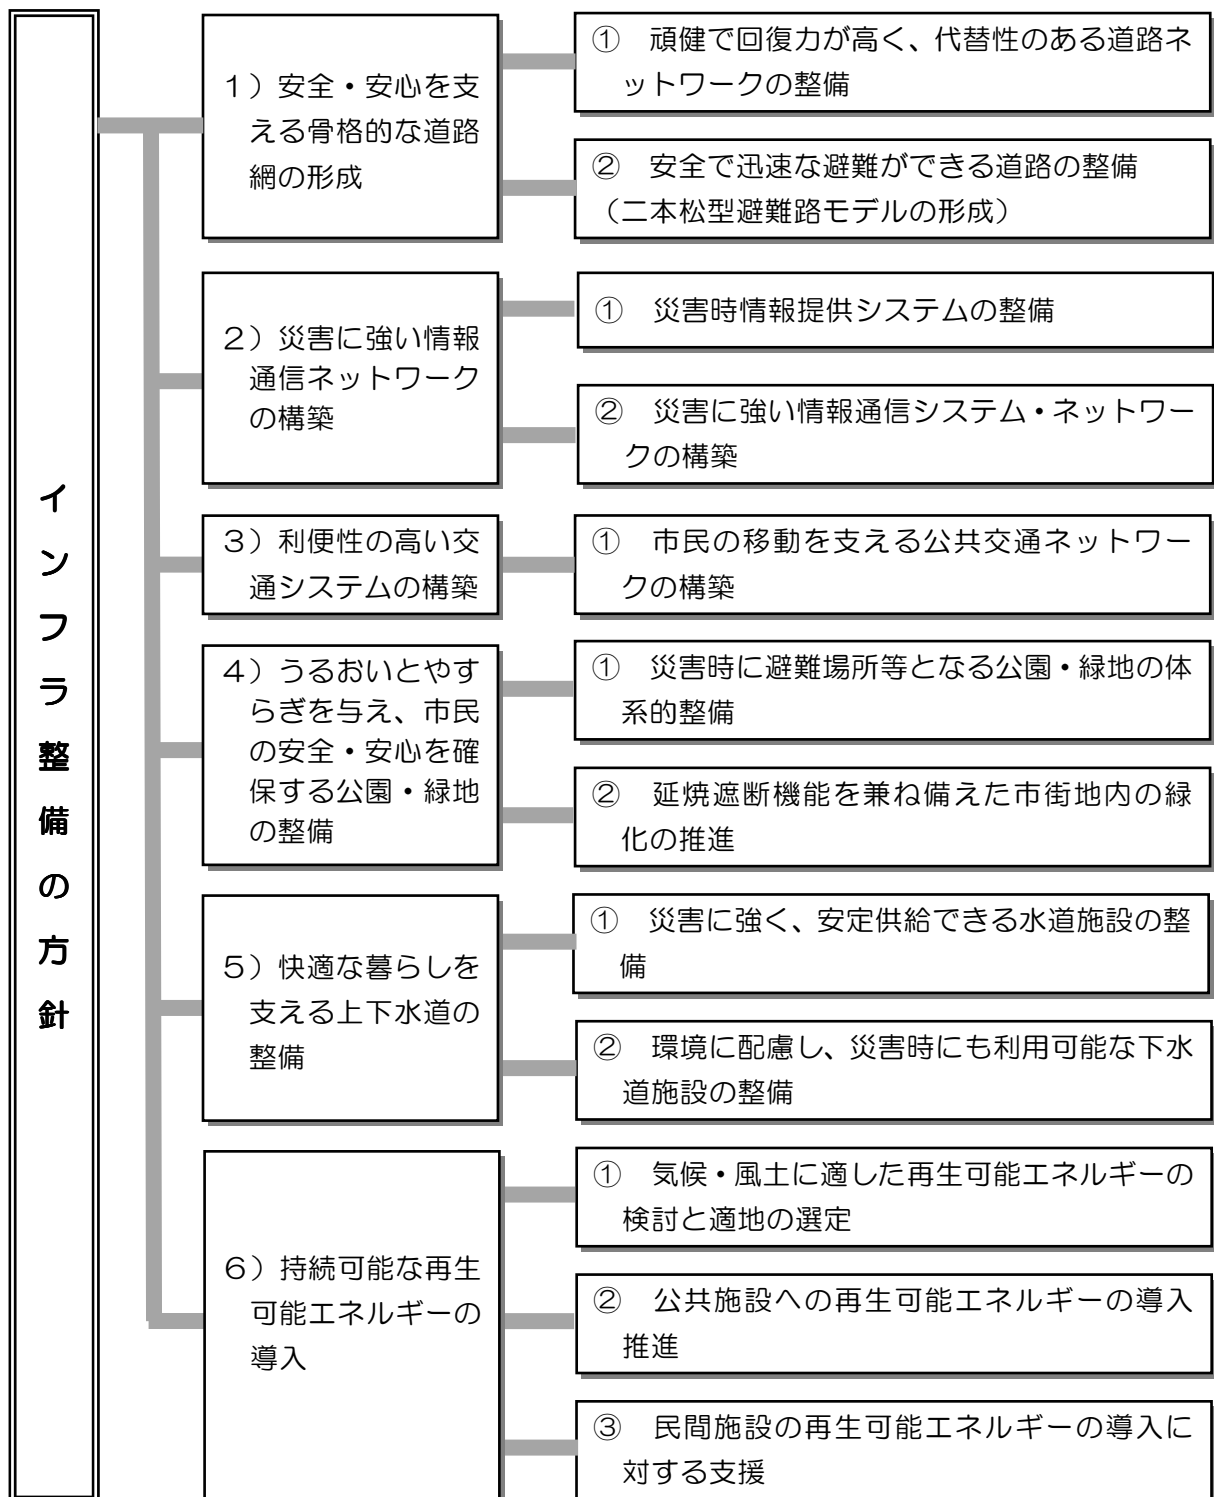 インフラ整備の方針
１）安全・安心を支
える骨格的な道路
網の形成
①　頑健で回復力が高く、代替性のある道路ネ
ットワークの整備
②　安全で迅速な避難ができる道路の整備
（二本松型避難路モデルの形成）
２）災害に強い情報
通信ネットワーク
の構築
①　災害時情報提供システムの整備
②　災害に強い情報通信システム・ネットワー
クの構築
３）利便性の高い交
通システムの構築
①　市民の移動を支える公共交通ネットワー
クの構築
４）うるおいとやす
らぎを与え、市民
の安全・安心を確
保する公園・緑地
の整備
①　災害時に避難場所等となる公園・緑地の体
系的整備
②　延焼遮断機能を兼ね備えた市街地内の緑
化の推進
５）快適な暮らしを
支える上下水道の
整備
①　災害に強く、安定供給できる水道施設の整
備
②　環境に配慮し、災害時にも利用可能な下水
道施設の整備
６）持続可能な再生
可能エネルギーの
導入
①　気候・風土に適した再生可能エネルギーの
検討と適地の選定
②　公共施設への再生可能エネルギーの導入
推進
③　民間施設の再生可能エネルギーの導入に
対する支援